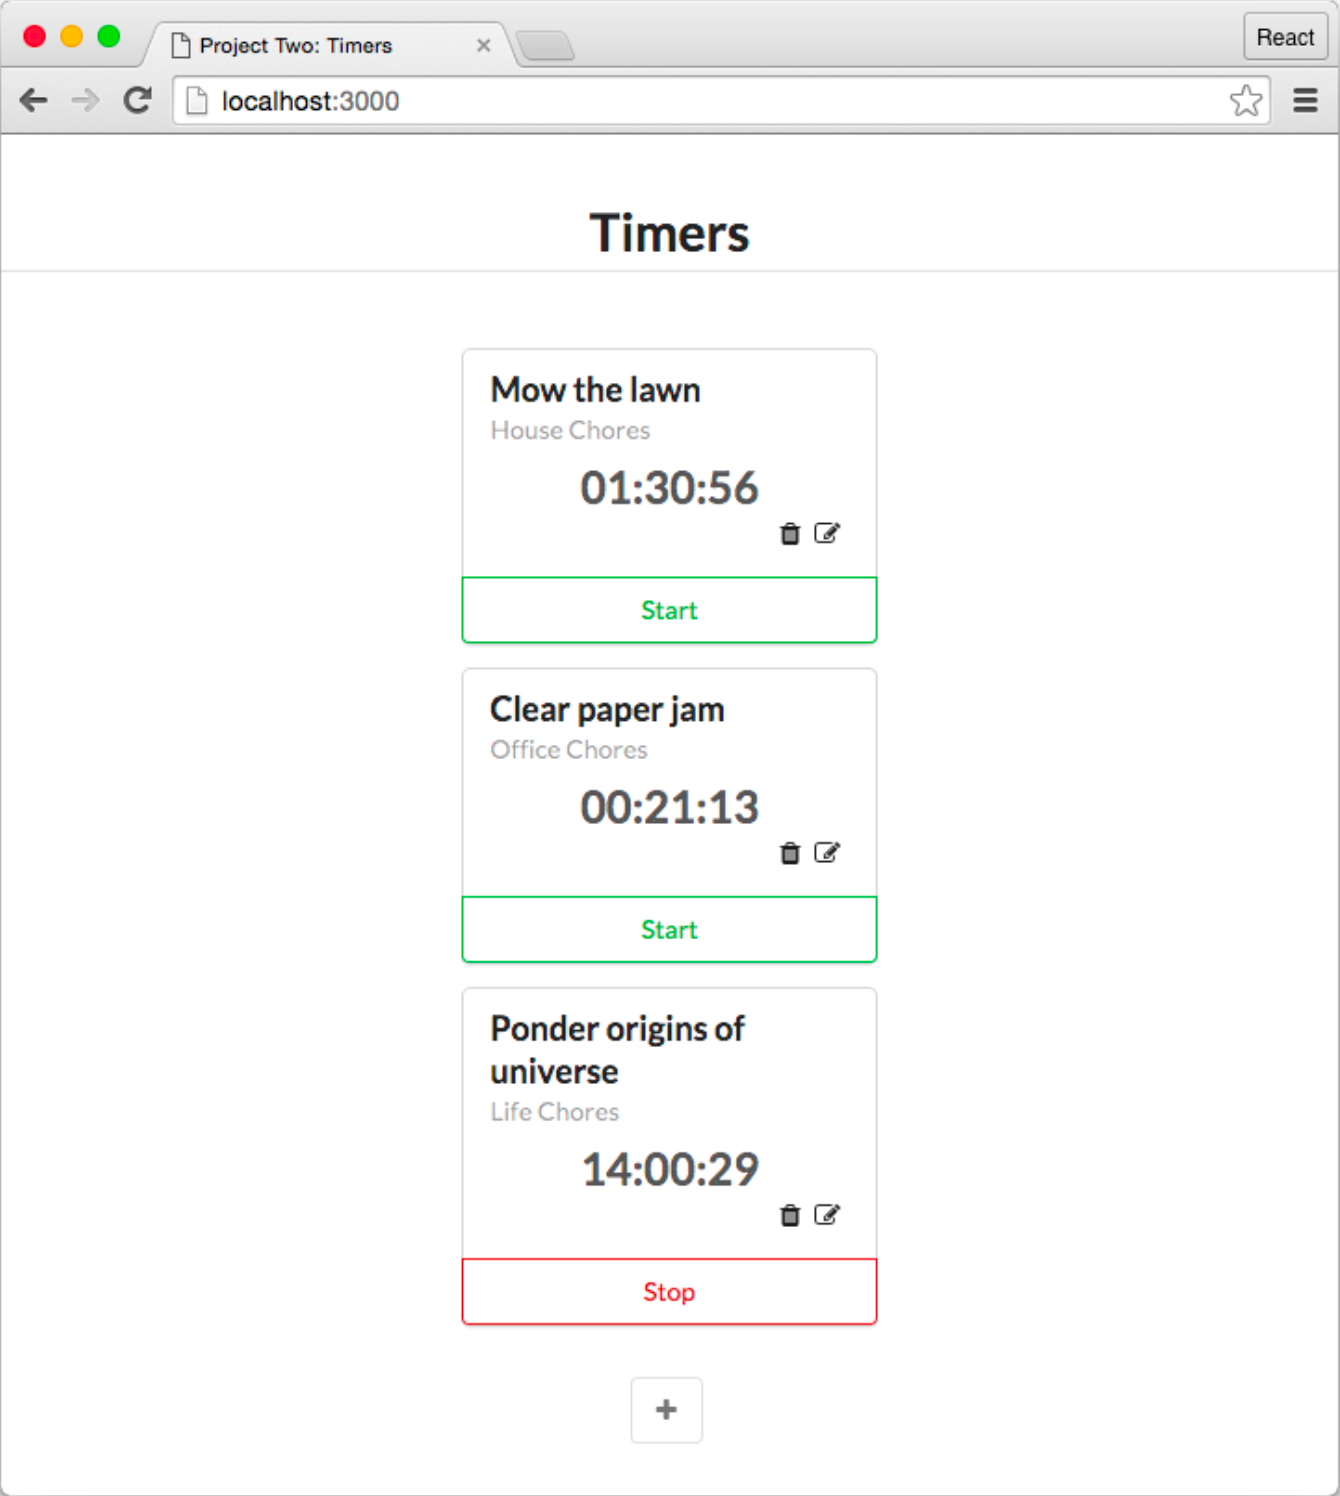 Project Two: Timers
React
localhost:3000
Timers
Mow the lawn
House Chores
01:30:56
Start
Clear paper jam
Office Chores
00:21:13
Start
Ponder origins of
universe
Life Chores
14:00:29
Stop
+